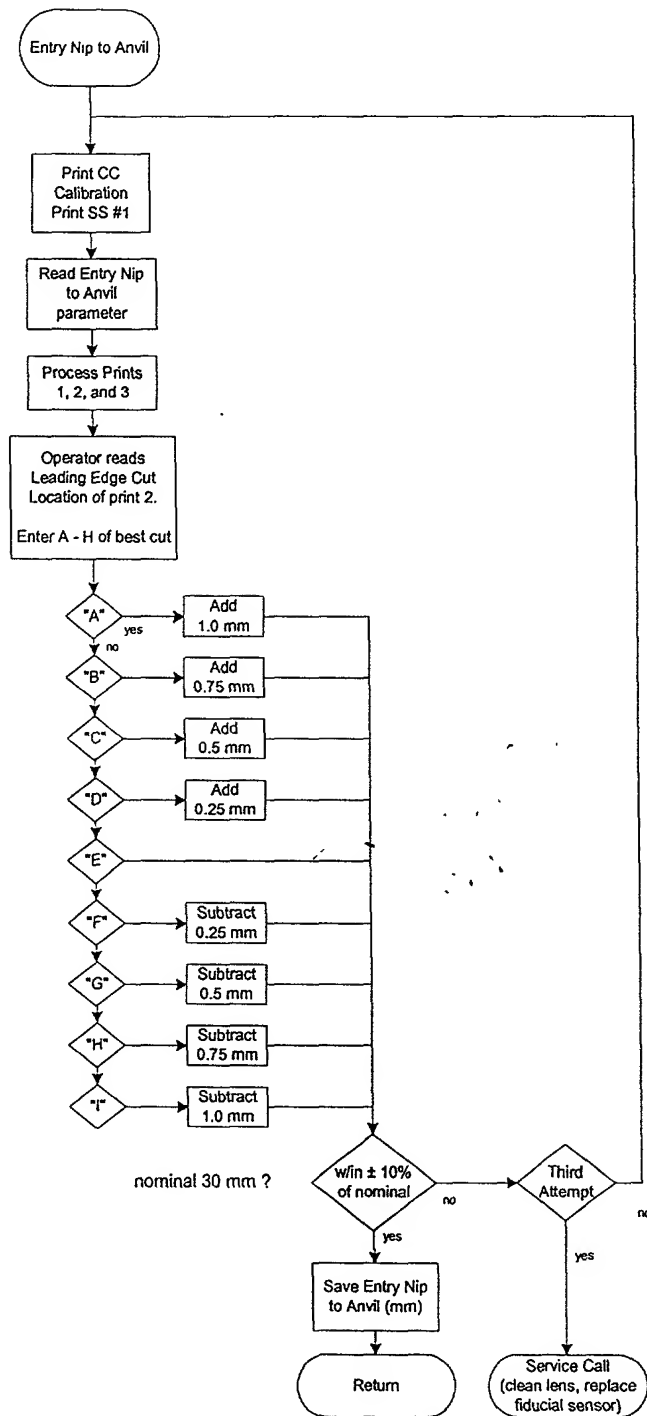 Entry Nip to Anvil
Print CC
Calibration
Print SS #1
Read Entry Nip
to Anvil
parameter
Process Prints
1, 2, and 3
Operator reads
Leading Edge Cut
Location of print 2.
Enter A - H of best cut
"A"
yes
Add
1.0 mm
no
"B"
Add
0.75 mm
"C"
Add
0.5 mm
"D"
Add
0.25 mm
"E"
"F"
Subtract
0.25 mm
"G"
Subtract
0.5 mm
"H"
Subtract
0.75 mm
"I"
Subtract
1.0 mm
nominal 30 mm ?
w/in ± 10%
of nominal
no
Third
Attempt
no
yes
yes
Save Entry Nip
to Anvil (mm)
Return
Service Call
(clean lens, replace
fiducial sensor)